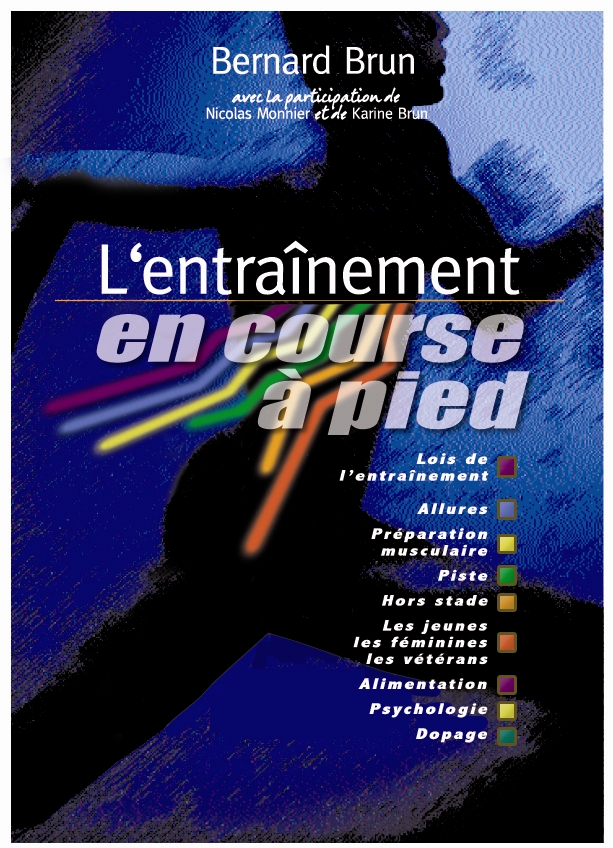 Bernard Brun
avec la participation de
Nicolas Monnier et de Karine Brun
L‘entraînement
en course
à pied
Lois de
l’entraînement
Allures
Préparation
musculaire
Piste
Hors stade
Les jeunes
les féminines
les vétérans
Alimentation
Psychologie
Dopage